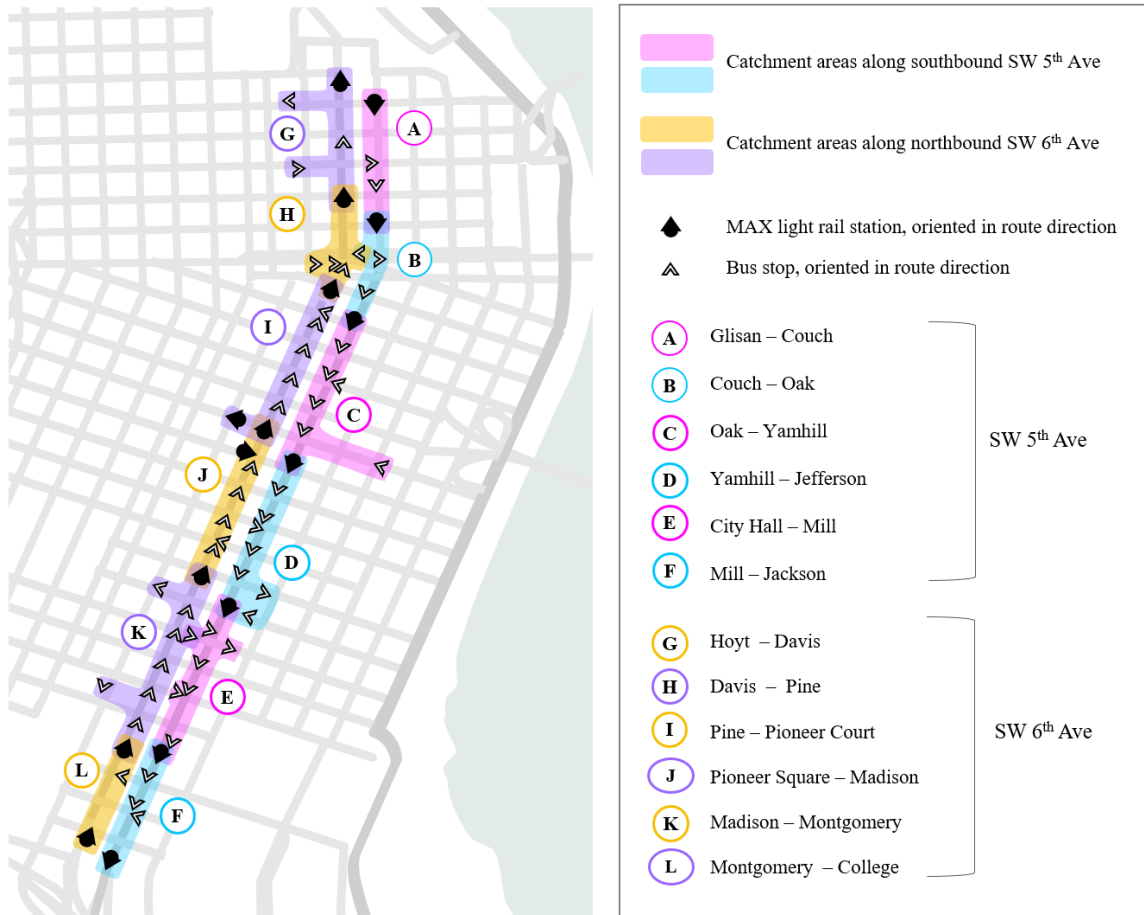 G
A
H
B
I
C
J
D
K
E
L
F
Catchment areas along southbound SW 5th Ave
Catchment areas along northbound SW 6th Ave
MAX light rail station, oriented in route direction
Bus stop, oriented in route direction
A Glisan – Couch
B Couch – Oak
C Oak – Yamhill
D Yamhill – Jefferson
E City Hall – Mill
F Mill – Jackson
SW 5th Ave
G Hoyt – Davis
H Davis – Pine
I Pine – Pioneer Court
J Pioneer Square – Madison
K Madison – Montgomery
L Montgomery – College
SW 6th Ave